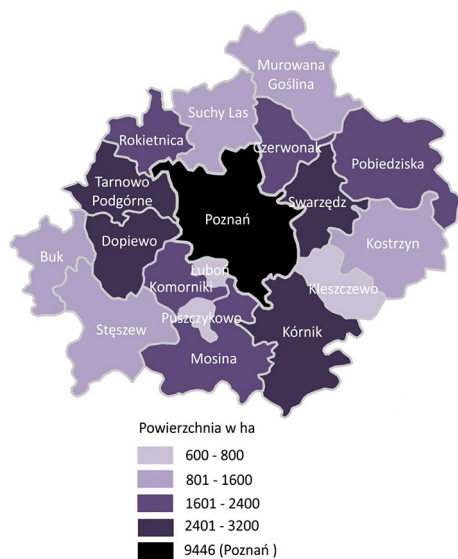 Murowana
Goślina
Suchy Las
Rokietnica
Czerwonak
Pobiedziska
Tarnowo
Podgórne
Swarzędz
Poznań
Buk
Dopiewo
Kostrzyn
Luboń
Komorniki
Kleszczewo
Puszczykowo
Stęszew
Kórnik
Mosina
Powierzchnia w ha
600 - 800
801 - 1600
1601 - 2400
2401 - 3200
9446 (Poznań )